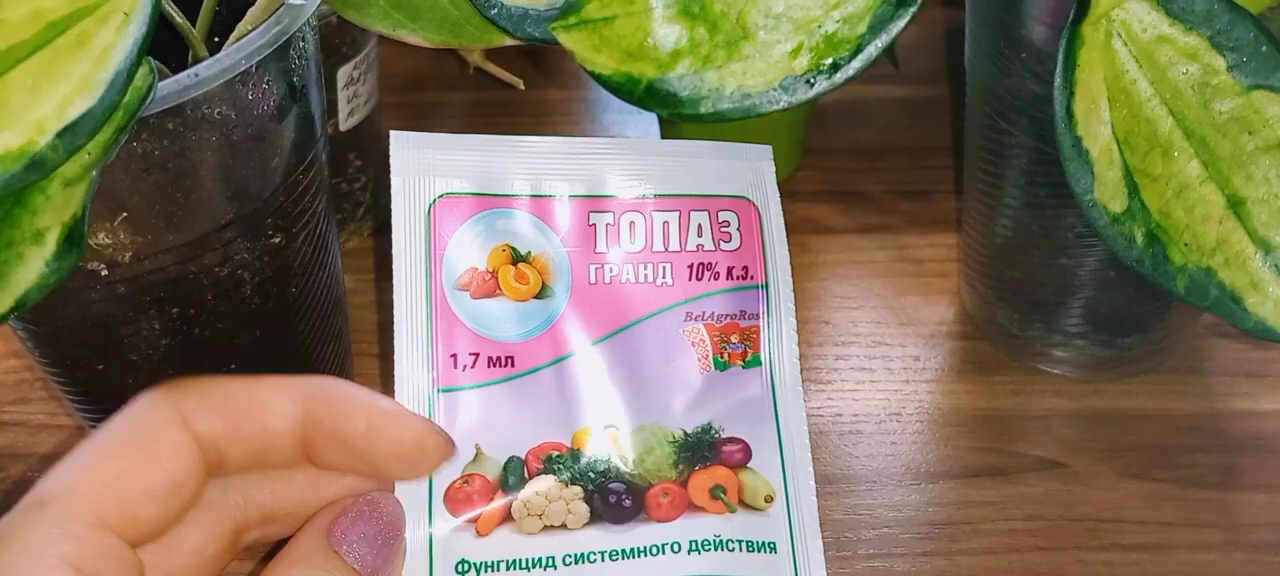 ТОПАЗ
ГРАНД 10% к.э.
BelAgroRos
1,7 мл
Фунгицид системного действия